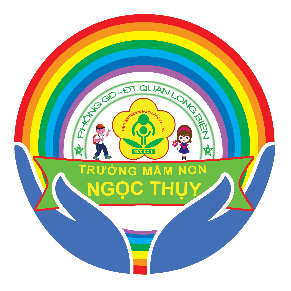 PHÒNG GD-ĐT QUẬN LONG BIÊN
TRƯỜNG MẦM NON
NGỌC THỤY